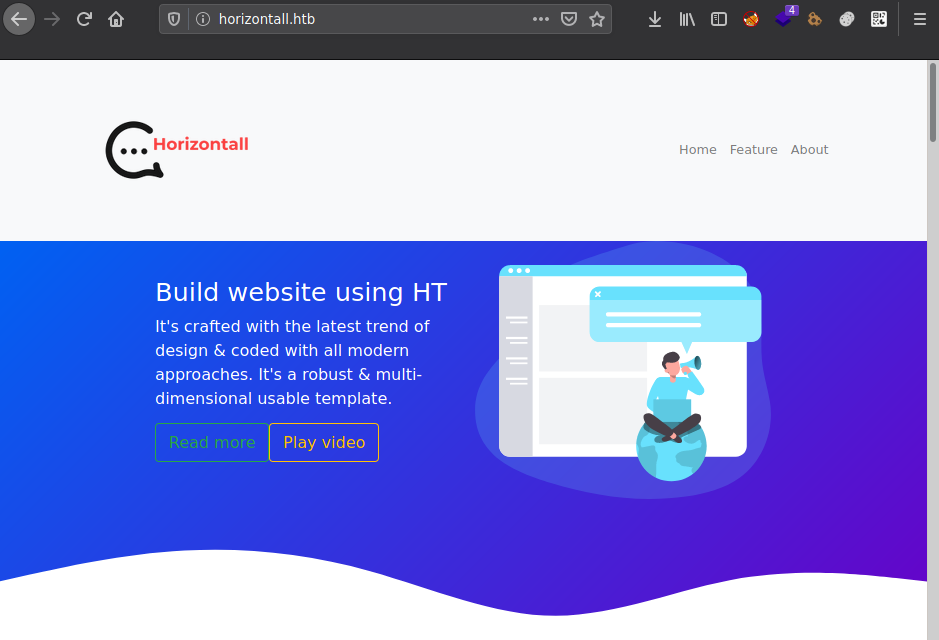 horizontall.htb
4
Horizontall
Home Feature About
Build website using HT
It's crafted with the latest trend of
design & coded with all modern
approaches. It's a robust & multi-
dimensional usable template.
Read more Play video